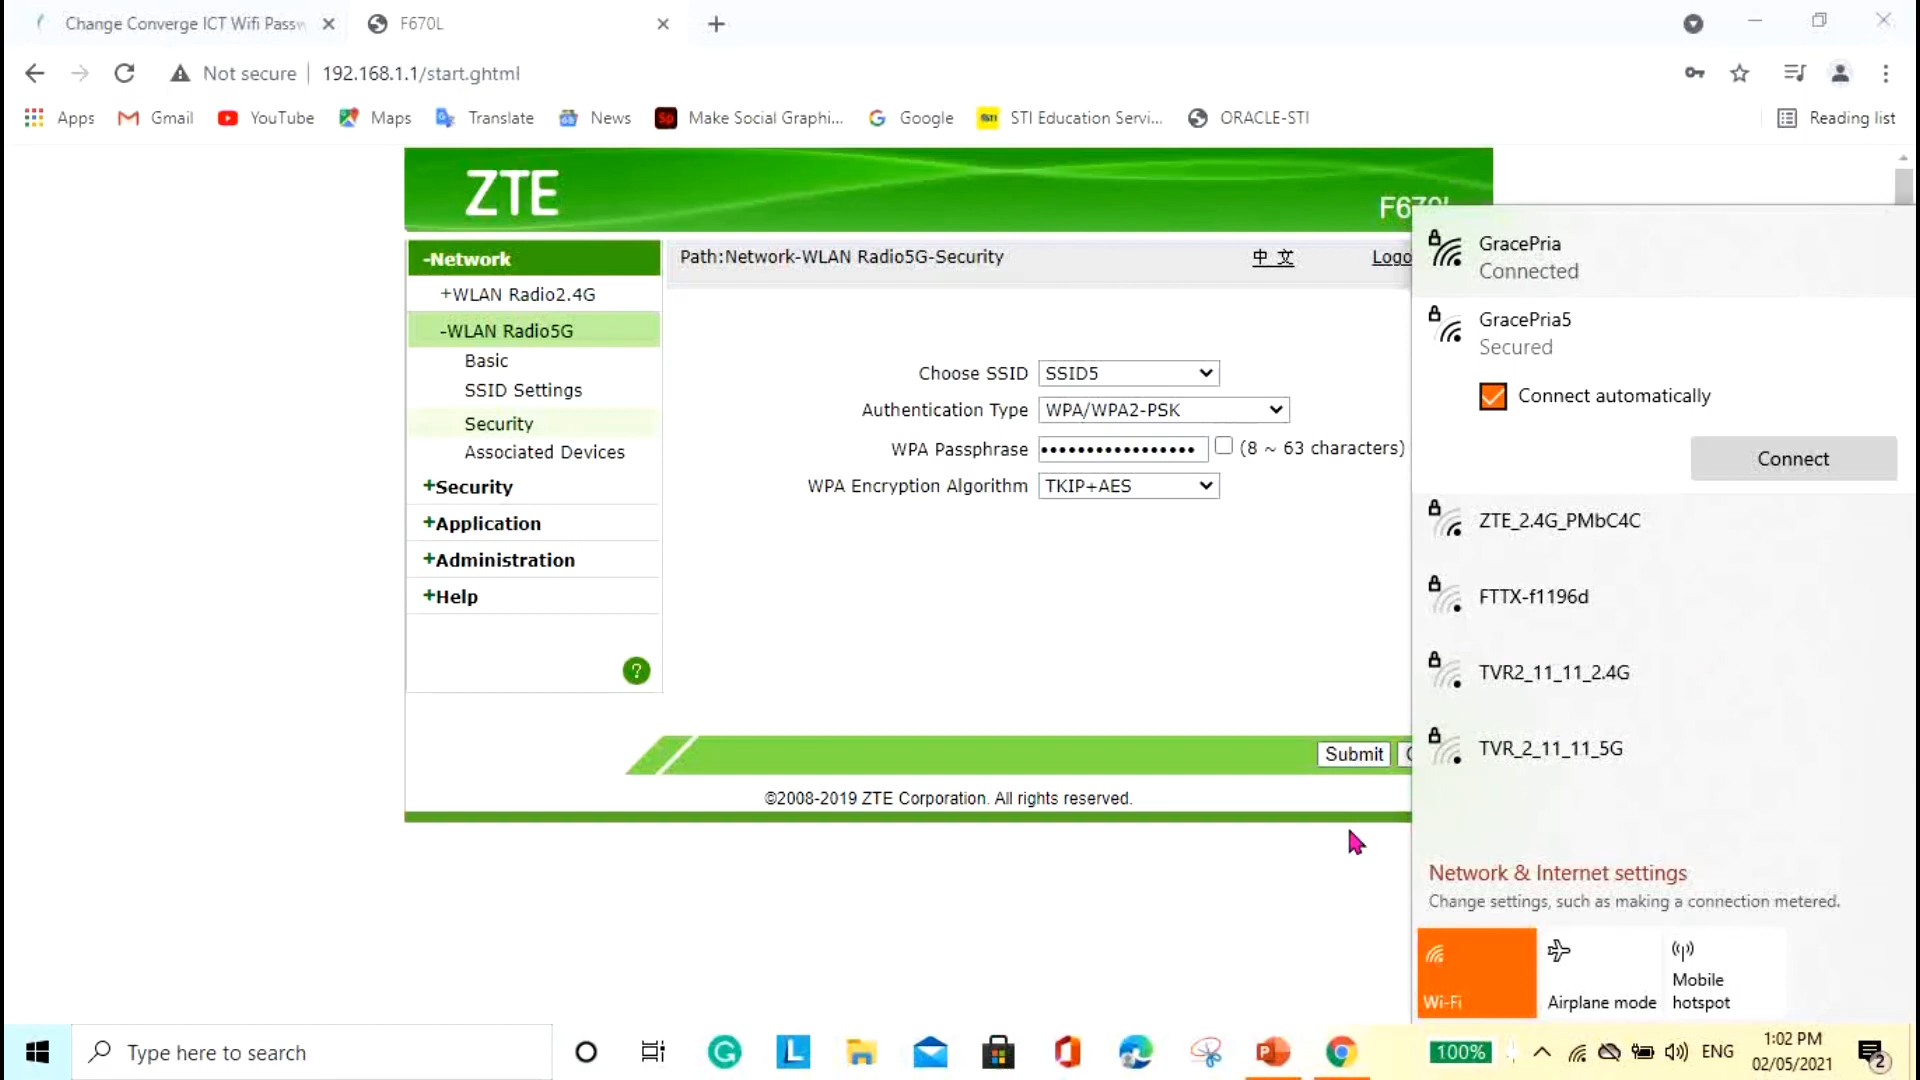 Change Converge ICT Wifi Passw
F670L
Not secure
192.168.1.1/start.ghtml
Apps
Gmail
YouTube
Maps
Translate
News
Make Social Graphi...
Google
STI Education Servi...
ORACLE-STI
Reading list
ZTE
-Network
+WLAN Radio2.4G
-WLAN Radio5G
Basic
SSID Settings
Security
Associated Devices
+Security
+Application
+Administration
+Help
?
Path:Network-WLAN Radio5G-Security
中 文
Logo
Choose SSID
SSID5
Authentication Type
WPA/WPA2-PSK
WPA Passphrase
•••••••••••••••••
(8 ~ 63 characters)
WPA Encryption Algorithm
TKIP+AES
Submit
©2008-2019 ZTE Corporation. All rights reserved.
GracePria
Connected
GracePria5
Secured
Connect automatically
Connect
ZTE_2.4G_PMbC4C
FTTX-f1196d
TVR2_11_11_2.4G
TVR_2_11_11_5G
Network & Internet settings
Change settings, such as making a connection metered.
Wi-Fi
Airplane mode
Mobile
hotspot
Type here to search
100%
ENG
1:02 PM
02/05/2021
2